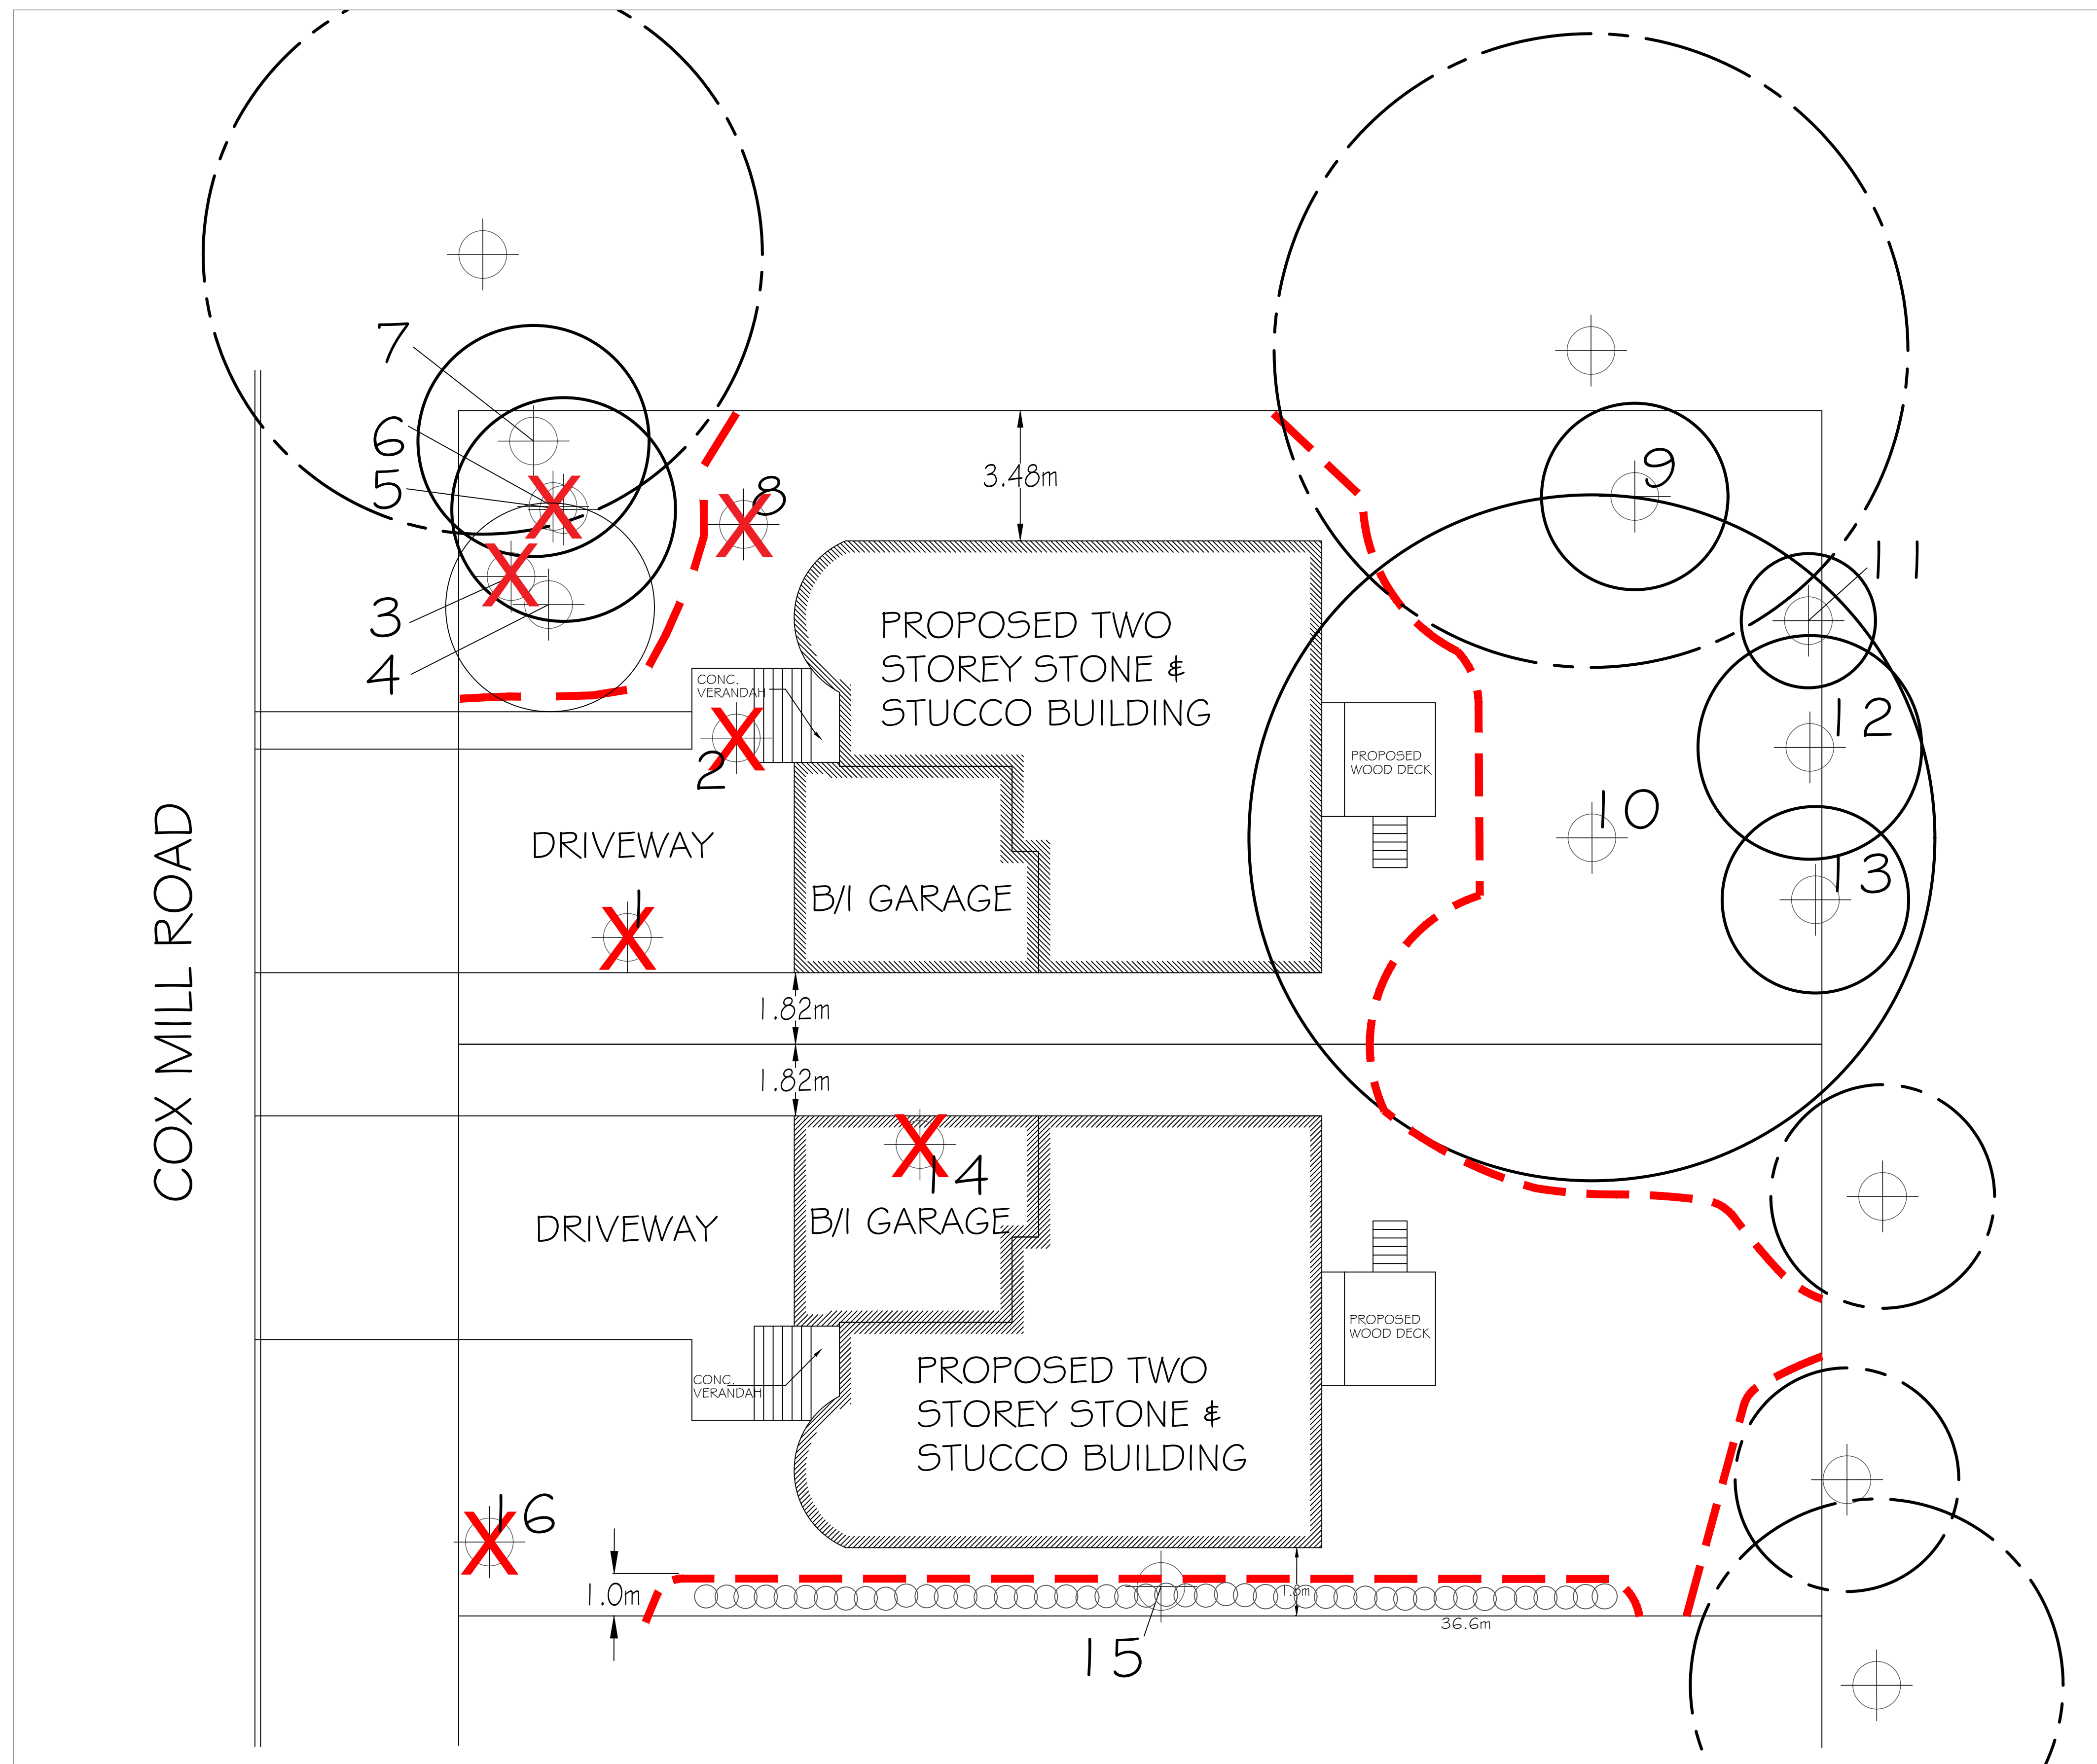 7
6
5
8
3.48m
9
11
3
4
PROPOSED TWO
STOREY STONE &
STUCCO BUILDING
CONC.
VERANDAH
2
12
PROPOSED
WOOD DECK
10
DRIVEWAY
13
B/I GARAGE
1
COX MILL ROAD
1.82m
1.82m
14
B/I GARAGE
DRIVEWAY
PROPOSED
WOOD DECK
CONC.
VERANDAH
PROPOSED TWO
STOREY STONE &
STUCCO BUILDING
16
1.0m
1.8m
36.6m
15